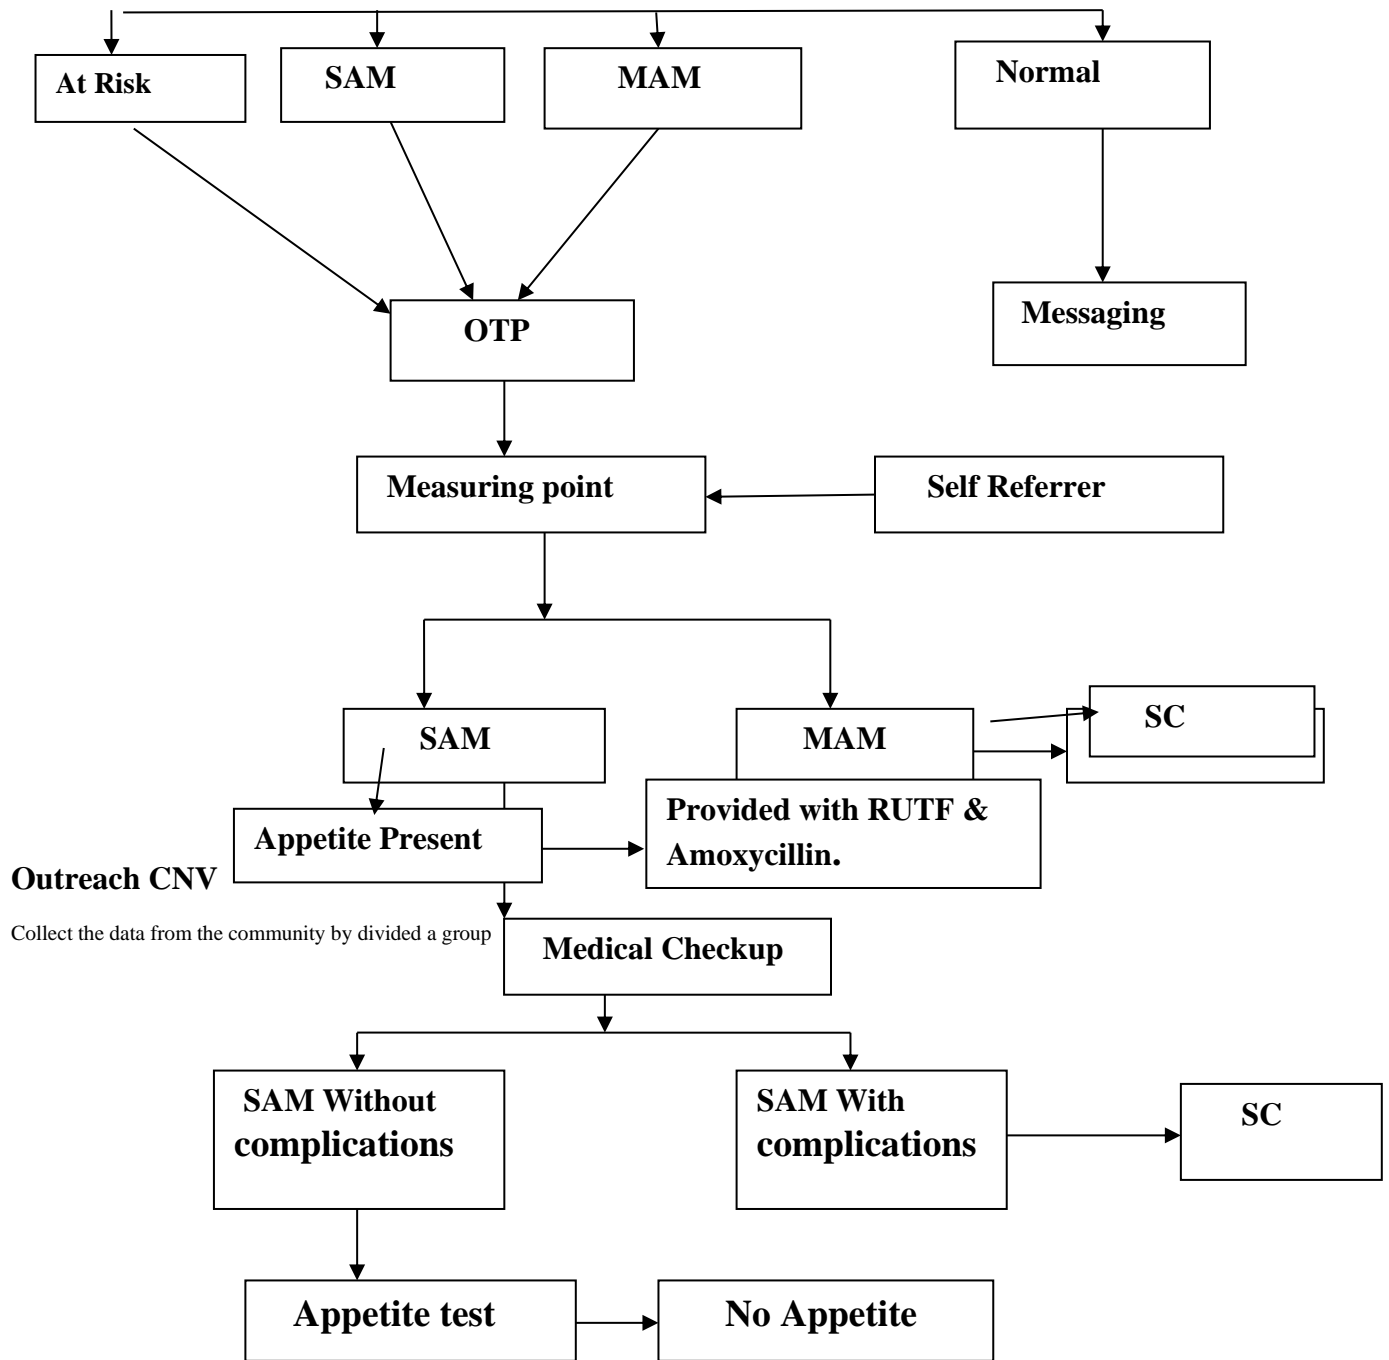 At Risk
SAM
MAM
Normal
OTP
Messaging
Measuring point
Self Referrer
SAM
MAM
SC
Provided with RUTF &
Amoxycillin.
Appetite Present
Outreach CNV
Collect the data from the community by divided a group
Medical Checkup
SAM Without
complications
SAM With
complications
SC
Appetite test
No Appetite